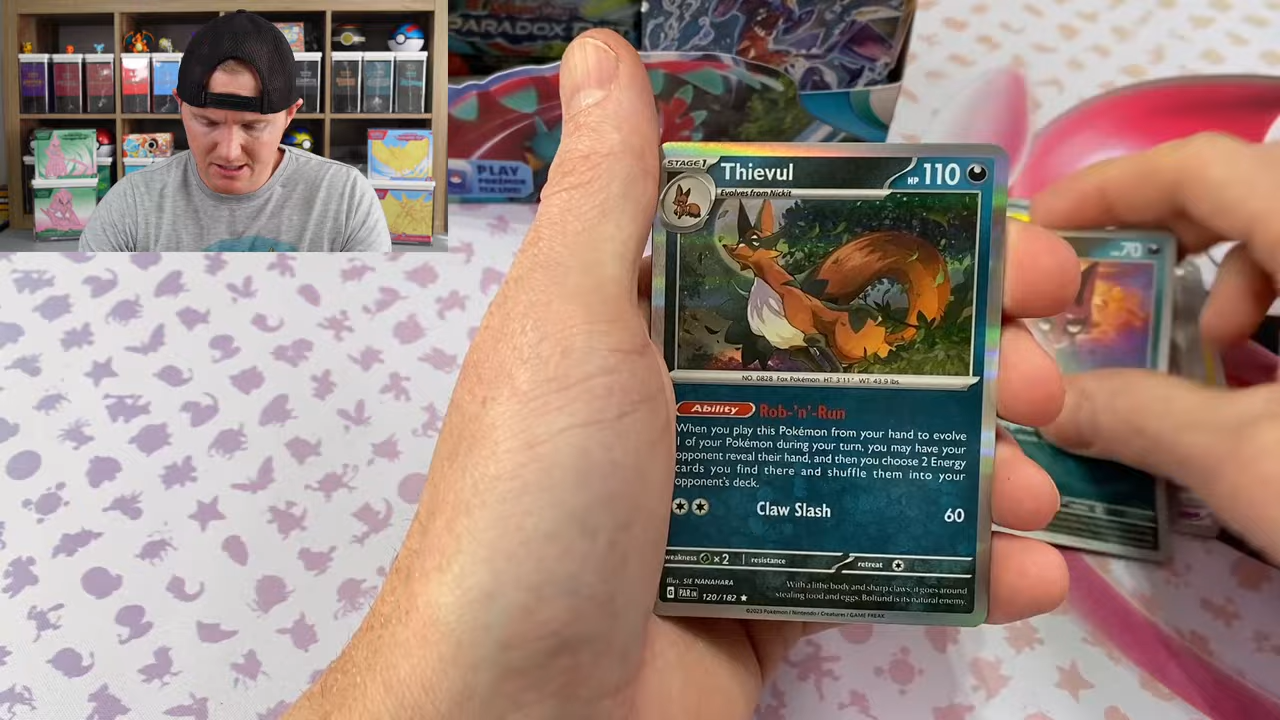 PARADOX
PLAY
POKÉMON
TCG LIVE!
STAGE 1
Thievul
HP 110
Evolves from Nickit
NO. 0828 Fox Pokémon HT: 3'11" WT: 43.9 lbs
Ability Rob-'n'-Run
When you play this Pokémon from your hand to evolve
1 of your Pokémon during your turn, you may have your
opponent reveal their hand, and then you choose 2 Energy
cards you find there and shuffle them into your
opponent's deck.
Claw Slash 60
weakness ×2 resistance retreat
Illus. SIE NANAHARA
With a lithe body and sharp claws, it goes around
stealing food and eggs. Boltund is its natural enemy.
G PAR EN 120/182 ★
©2023 Pokémon / Nintendo / Creatures / GAME FREAK
70